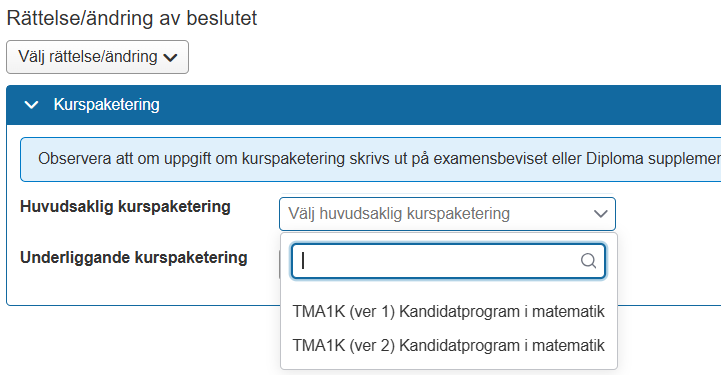 Rättelse/ändring av beslutet
Välj rättelse/ändring
Kurspaketering
Observera att om uppgift om kurspaketering skrivs ut på examensbeviset eller Diploma supplemen
Huvudsaklig kurspaketering
Välj huvudsaklig kurspaketering
Underliggande kurspaketering
TMA1K (ver 1) Kandidatprogram i matematik
TMA1K (ver 2) Kandidatprogram i matematik